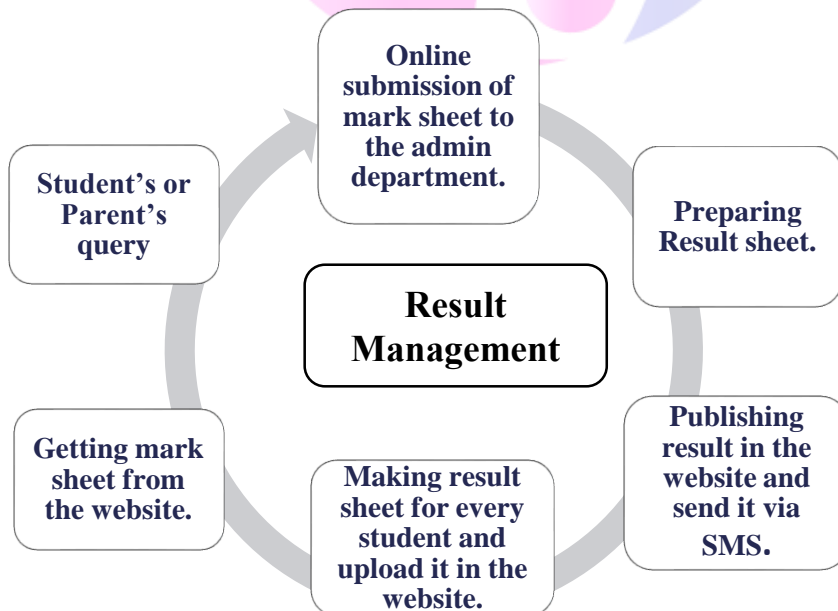 Online
submission of
mark sheet to
the admin
department.
Student’s or
Parent’s
query
Preparing
Result sheet.
Result
Management
Getting mark
sheet from
the website.
Making result
sheet for every
student and
upload it in the
website.
Publishing
result in the
website and
send it via
SMS.